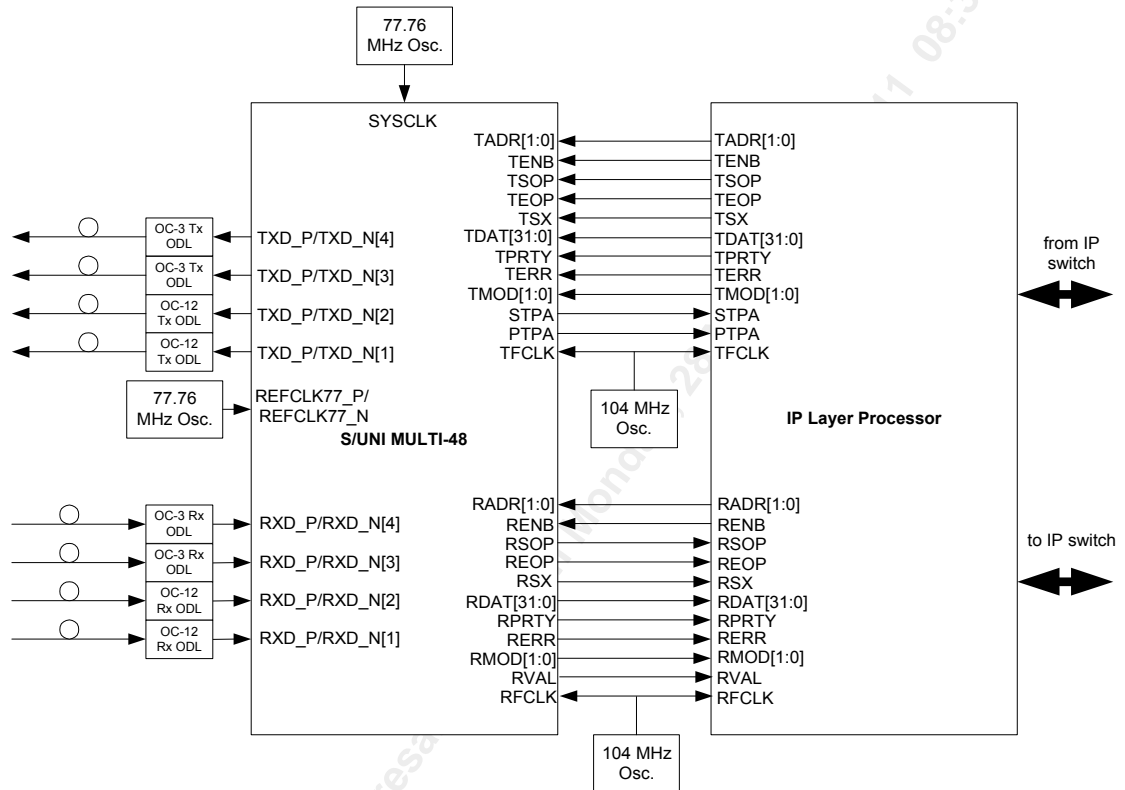 77.76
MHz Osc.
SYSCLK
TADR[1:0]
TENB
TSOP
TEOP
TSX
TDAT[31:0]
TPRTY
TERR
TMOD[1:0]
STPA
PTPA
TFCLK
TADR[1:0]
TENB
TSOP
TEOP
TSX
TDAT[31:0]
TPRTY
TERR
TMOD[1:0]
STPA
PTPA
TFCLK
OC-3 Tx
ODL
OC-3 Tx
ODL
OC-12
Tx ODL
OC-12
Tx ODL
TXD_P/TXD_N[4]
TXD_P/TXD_N[3]
TXD_P/TXD_N[2]
TXD_P/TXD_N[1]
from IP
switch
77.76
MHz Osc.
REFCLK77_P/
REFCLK77_N
S/UNI MULTI-48
104 MHz
Osc.
IP Layer Processor
OC-3 Rx
ODL
OC-3 Rx
ODL
OC-12
Rx ODL
OC-12
Rx ODL
RXD_P/RXD_N[4]
RXD_P/RXD_N[3]
RXD_P/RXD_N[2]
RXD_P/RXD_N[1]
RADR[1:0]
RENB
RSOP
REOP
RSX
RDAT[31:0]
RPRTY
RERR
RMOD[1:0]
RVAL
RFCLK
RADR[1:0]
RENB
RSOP
REOP
RSX
RDAT[31:0]
RPRTY
RERR
RMOD[1:0]
RVAL
RFCLK
to IP switch
104 MHz
Osc.